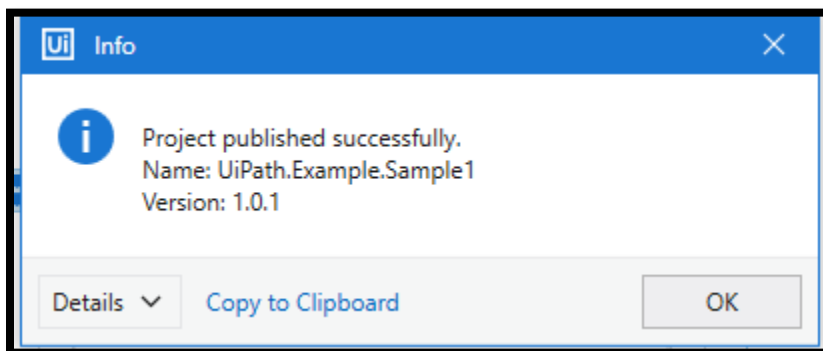 Ui Info
Project published successfully.
Name: UiPath.Example.Sample1
Version: 1.0.1
Details Copy to Clipboard OK